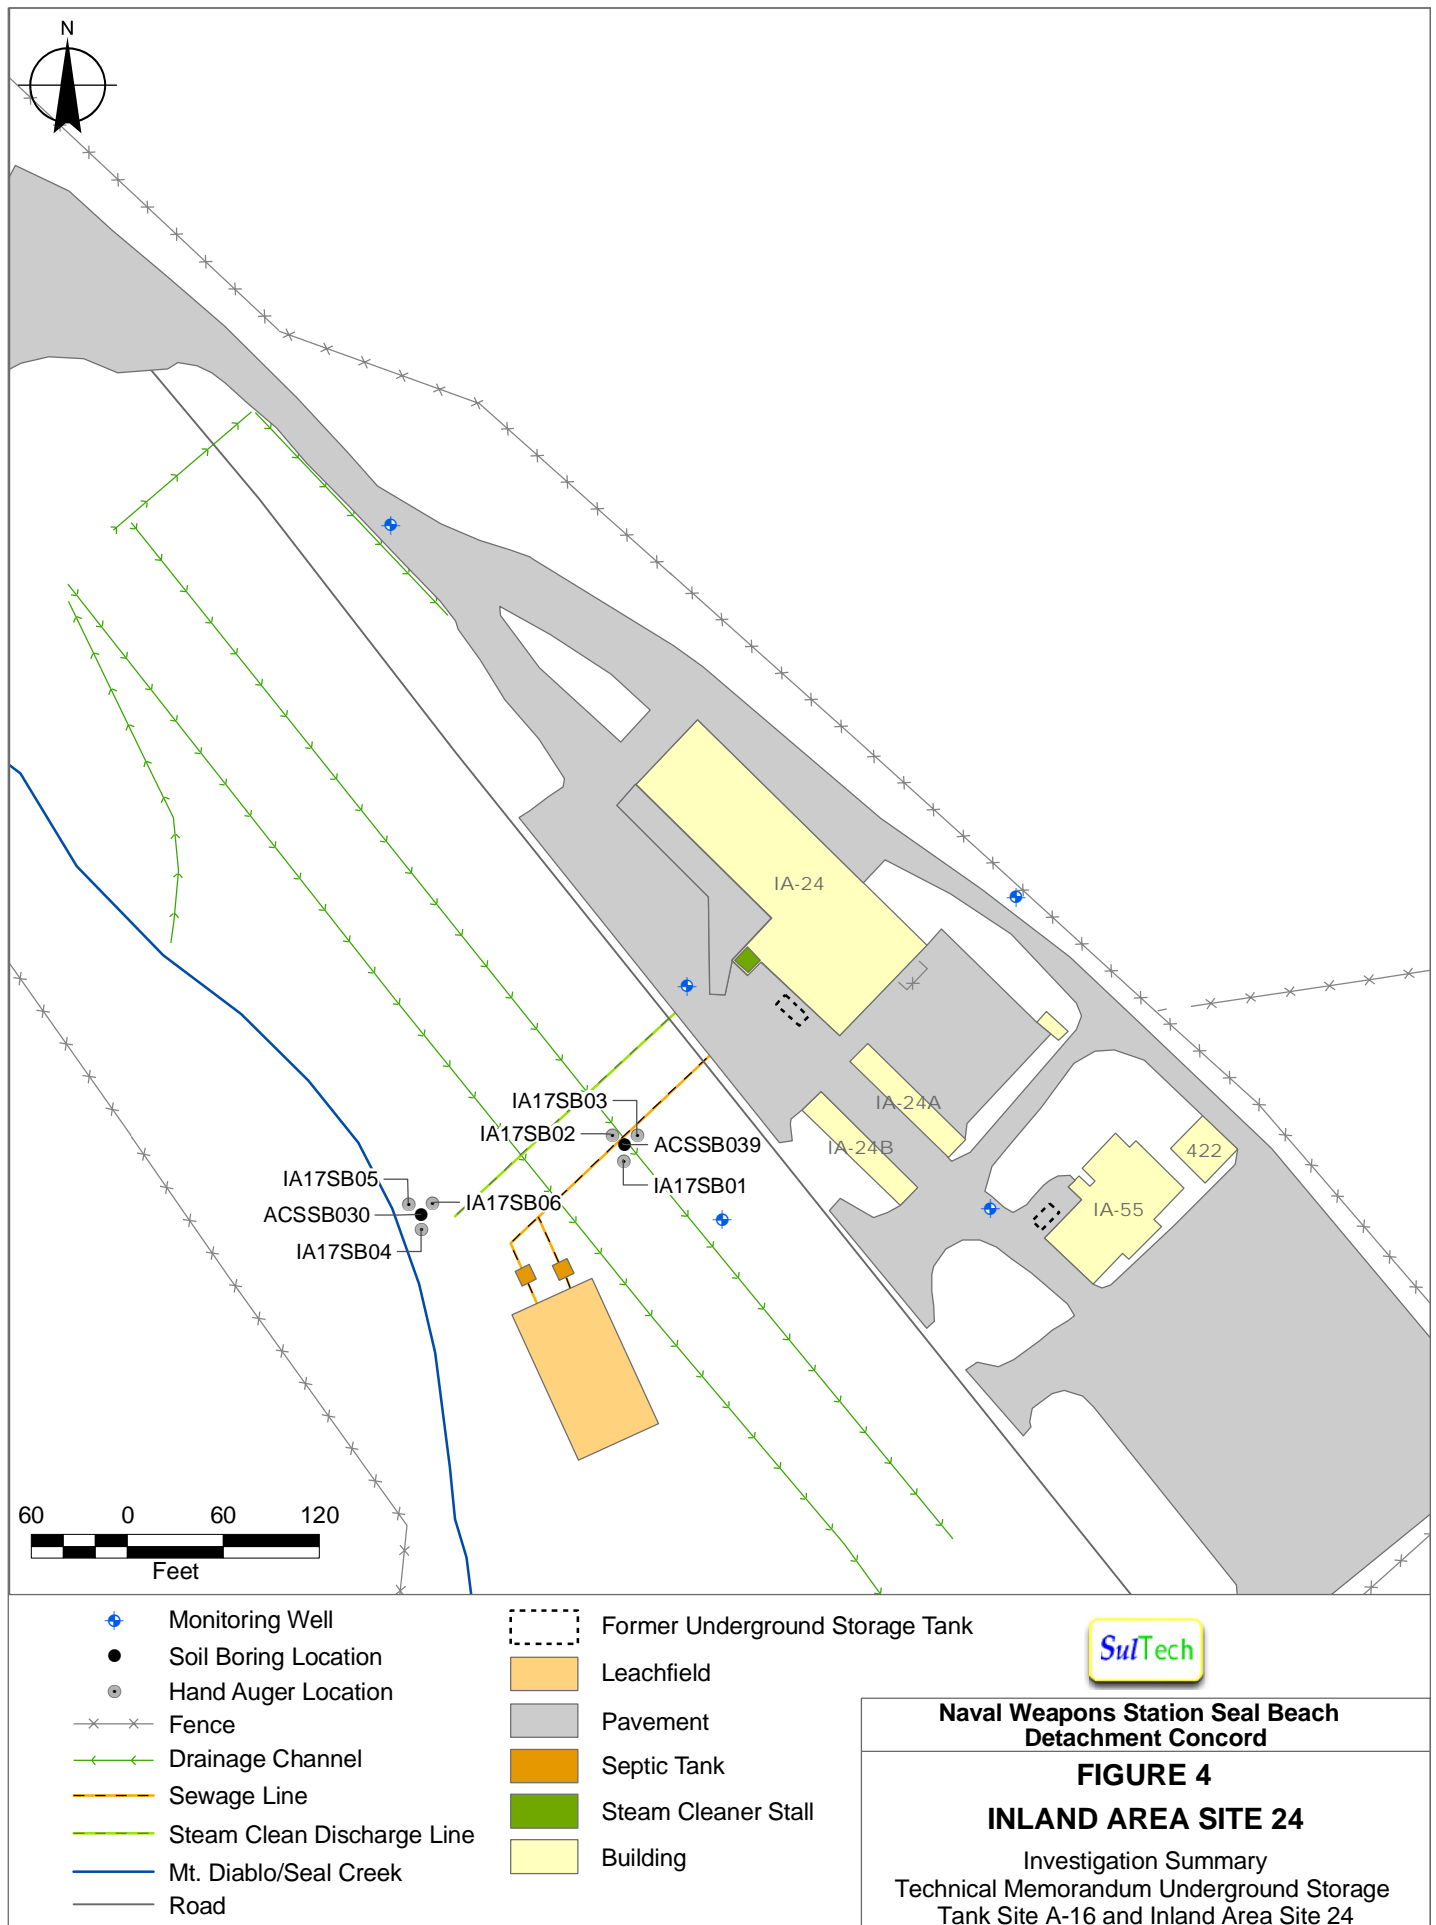 N
IA-24
IA17SB03
IA-24A
IA17SB02
ACSSB039
IA-24B
422
IA17SB05
IA17SB01
IA17SB06
ACSSB030
IA-55
IA17SB04
60 0 60 120
Feet
Monitoring Well
Soil Boring Location
Hand Auger Location
Fence
Drainage Channel
Sewage Line
Steam Clean Discharge Line
Mt. Diablo/Seal Creek
Road
Former Underground Storage Tank
Leachfield
Pavement
Septic Tank
Steam Cleaner Stall
Building
SulTech
Naval Weapons Station Seal Beach
Detachment Concord
FIGURE 4
INLAND AREA SITE 24
Investigation Summary
Technical Memorandum Underground Storage
Tank Site A-16 and Inland Area Site 24